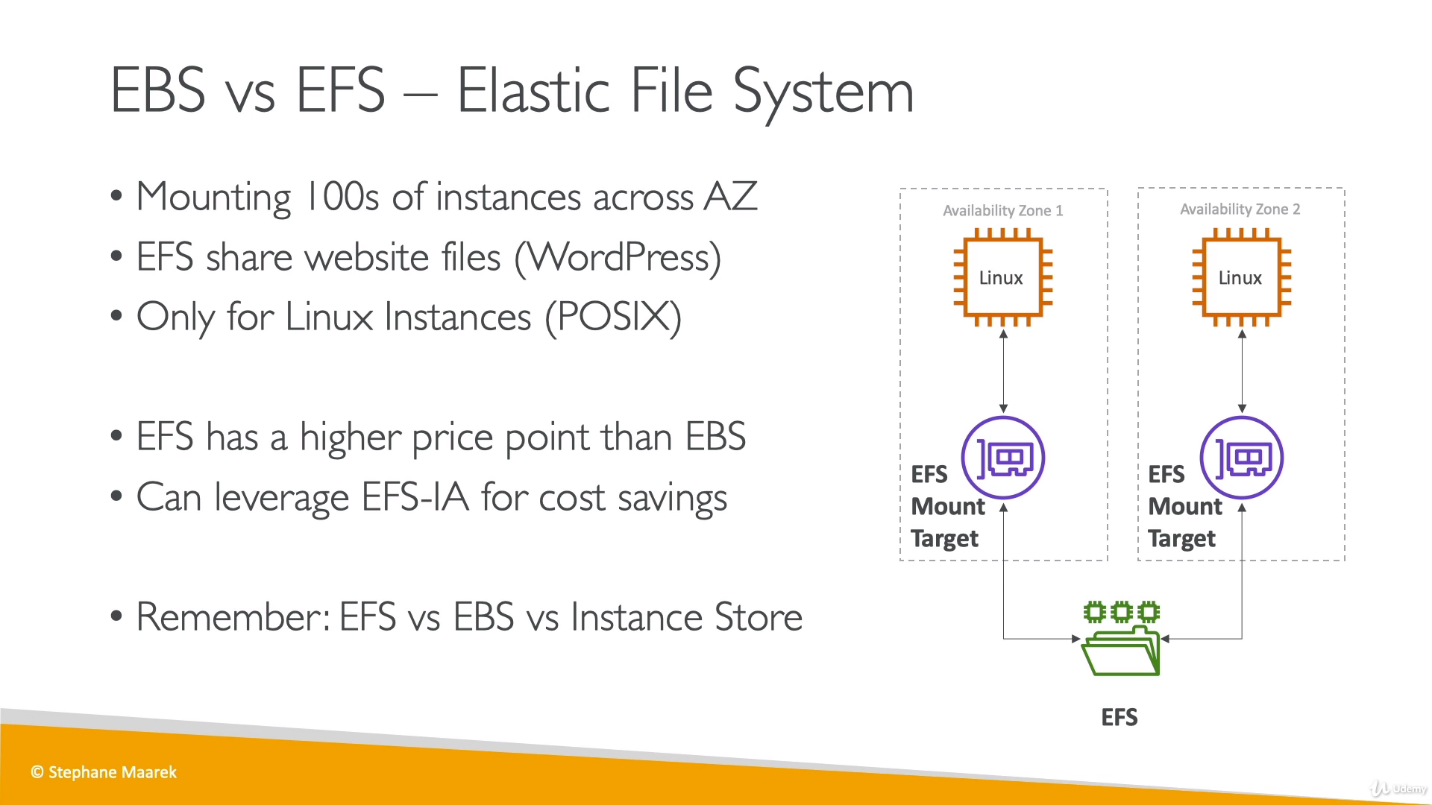 EBS vs EFS – Elastic File System
• Mounting 100s of instances across AZ
• EFS share website files (WordPress)
• Only for Linux Instances (POSIX)
• EFS has a higher price point than EBS
• Can leverage EFS-IA for cost savings
• Remember: EFS vs EBS vs Instance Store
Availability Zone 1
Linux
EFS
Mount
Target
Availability Zone 2
Linux
EFS
Mount
Target
EFS
© Stephane Maarek
Udemy